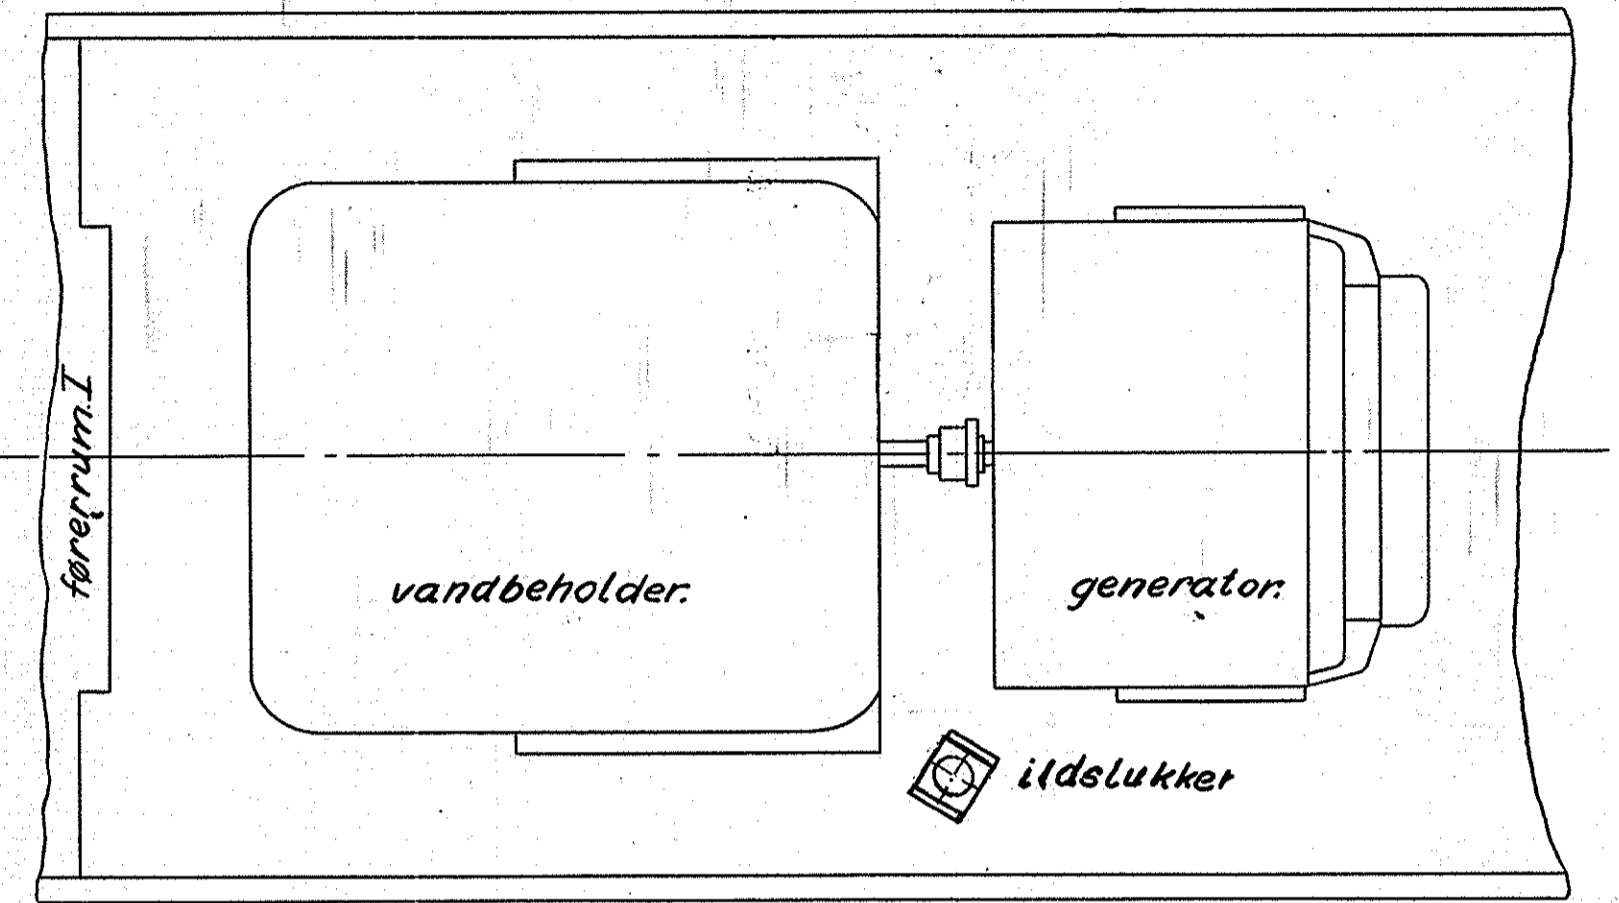 I førerrum
vandbeholder.
generator.
ildslukker